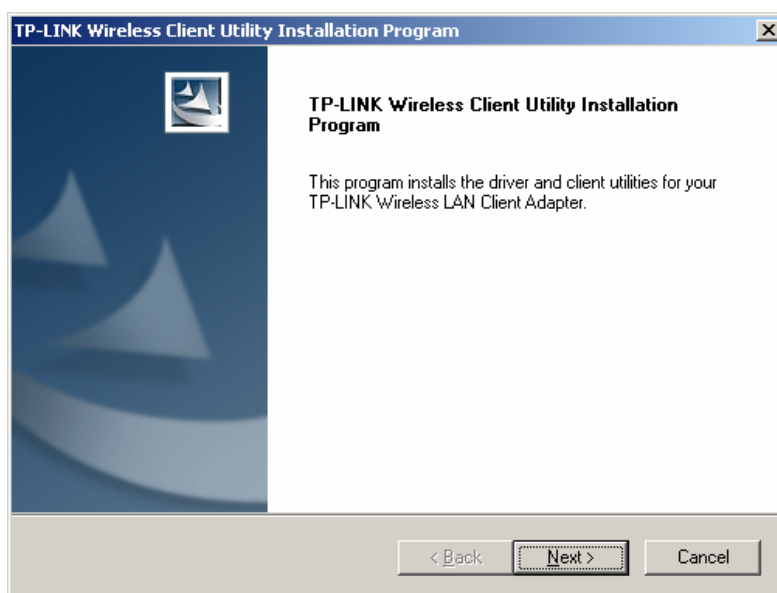 TP-LINK Wireless Client Utility Installation Program
TP-LINK Wireless Client Utility Installation
Program
This program installs the driver and client utilities for your
TP-LINK Wireless LAN Client Adapter.
< Back
Next >
Cancel